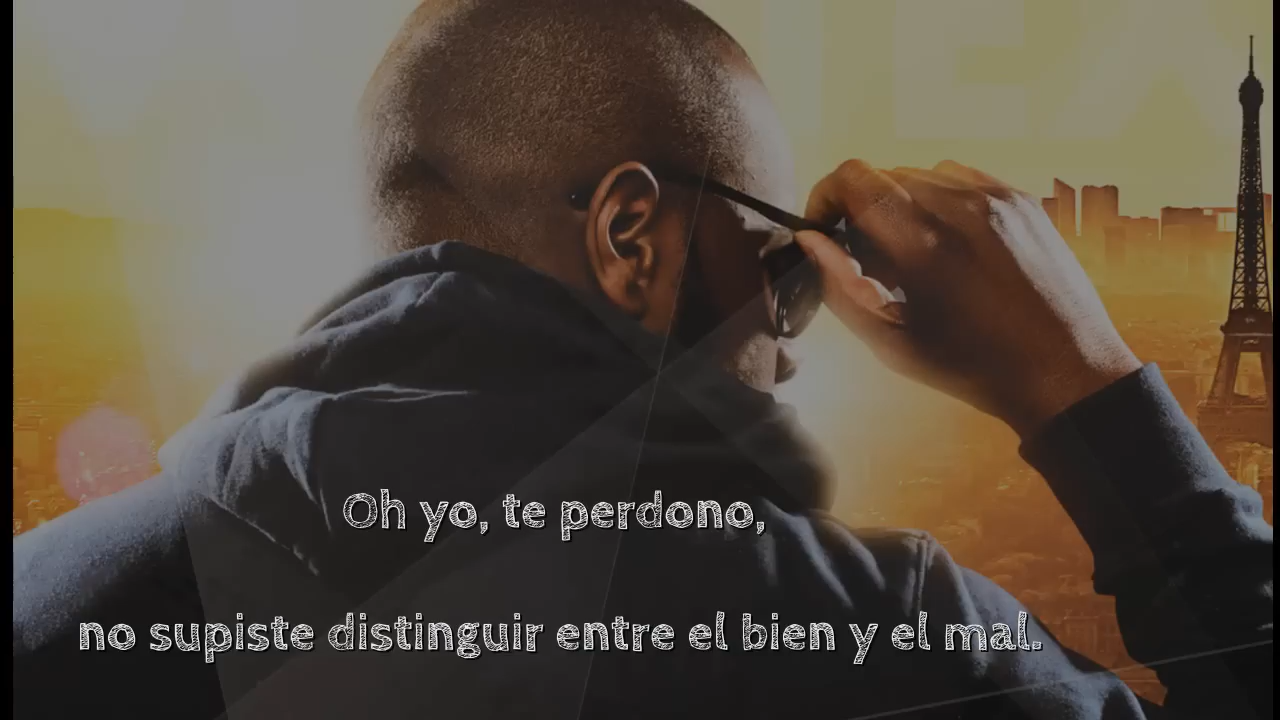 Oh yo, te perdono,
no supiste distinguir entre el bien y el mal.